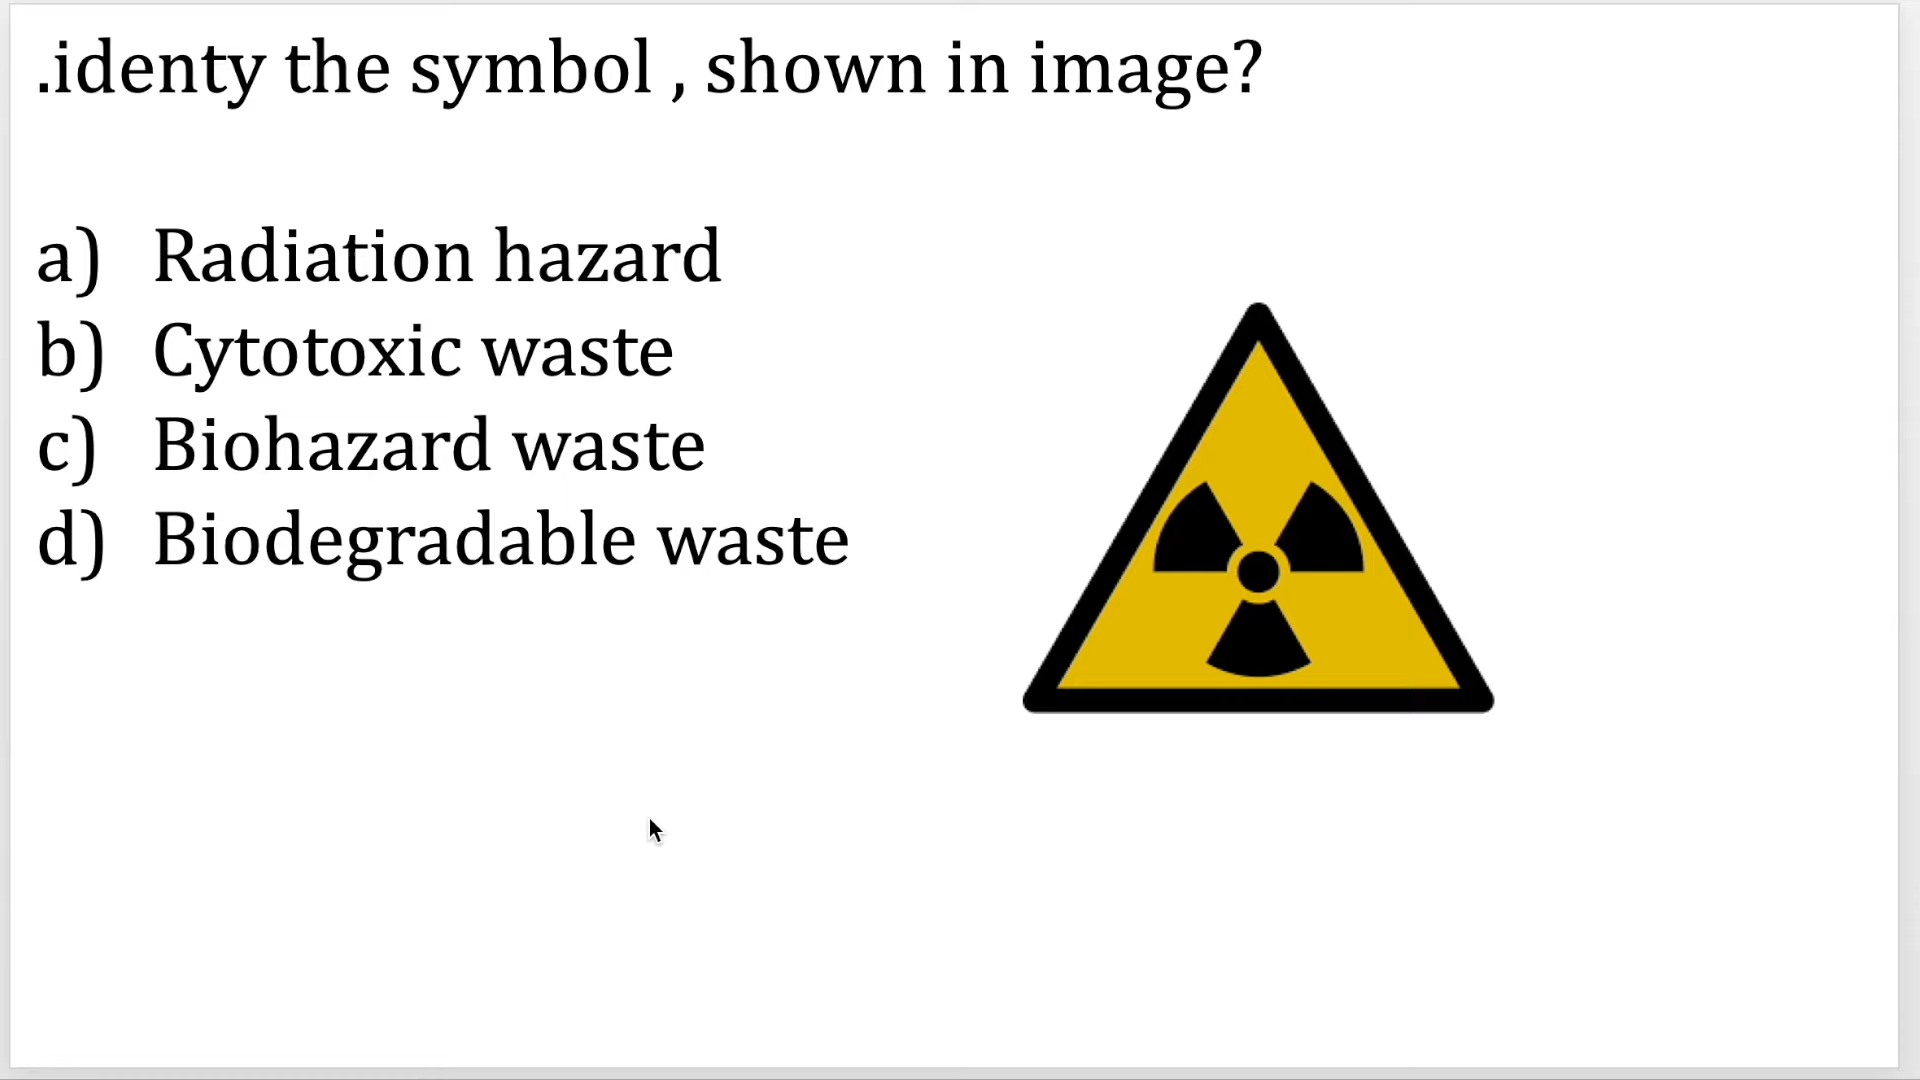 .identy the symbol , shown in image?
a) Radiation hazard
b) Cytotoxic waste
c) Biohazard waste
d) Biodegradable waste